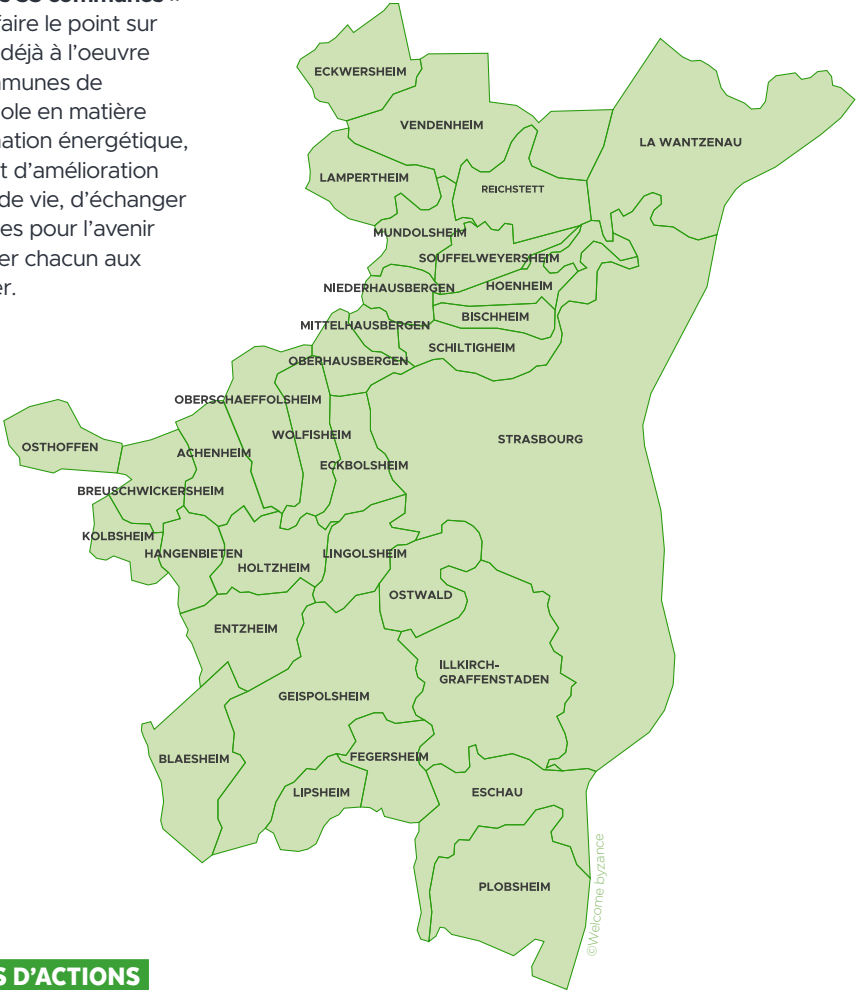 faire le point sur
déjà à l'oeuvre
munes de
ole en matière
nation énergétique,
t d'amélioration
de vie, d'échanger
es pour l'avenir
er chacun aux
er.
ECKWERSHEIM
VENDENHEIM
LA WANTZENAU
LAMPERTHEIM
REICHSTETT
MUNDOLSHEIM
SOUFFELWEYERSHEIM
NIEDERHAUSBERGEN
HOENHEIM
BISCHHEIM
MITTELHAUSBERGEN
SCHILTIGHEIM
OBERHAUSBERGEN
OBERSCHAEFFOLSHEIM
WOLFISHEIM
STRASBOURG
OSTHOFFEN
ACHENHEIM
ECKBOLSHEIM
BREUSCHWICKERSHEIM
KOLBSHEIM
HANGENBIETEN
LINGOLSHEIM
HOLTZHEIM
OSTWALD
ENTZHEIM
ILLKIRCH-
GRAFFENSTADEN
GEISPOLSHEIM
BLAESHEIM
FEGERSHEIM
LIPSHEIM
ESCHAU
PLOBSHEIM
©Welcome byzance
S D'ACTIONS